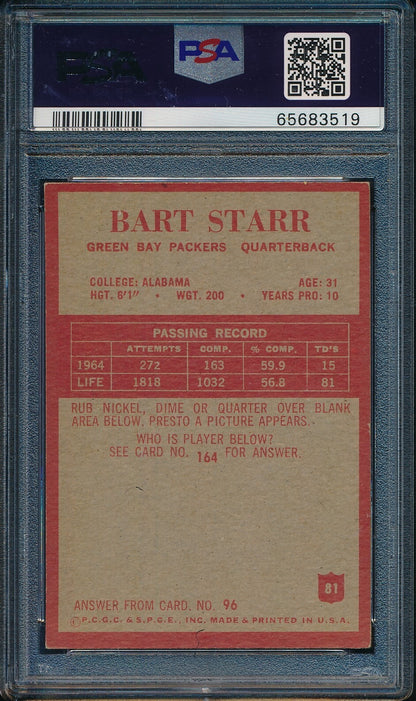 PSA
PSA
65683519
BART STARR
GREEN BAY PACKERS QUARTERBACK
COLLEGE: ALABAMA AGE: 31
HGT. 6'1" • WGT. 200 • YEARS PRO: 10
PASSING RECORD
ATTEMPTS COMP. % COMP. TD'S
1964 272 163 59.9 15
LIFE 1818 1032 56.8 81
RUB NICKEL, DIME OR QUARTER OVER BLANK
AREA BELOW. PRESTO A PICTURE APPEARS.
WHO IS PLAYER BELOW?
SEE CARD NO. 164 FOR ANSWER.
81
ANSWER FROM CARD. NO. 96
©P.C.G.C. & S.P.G.E., INC. MADE & PRINTED IN U.S.A.